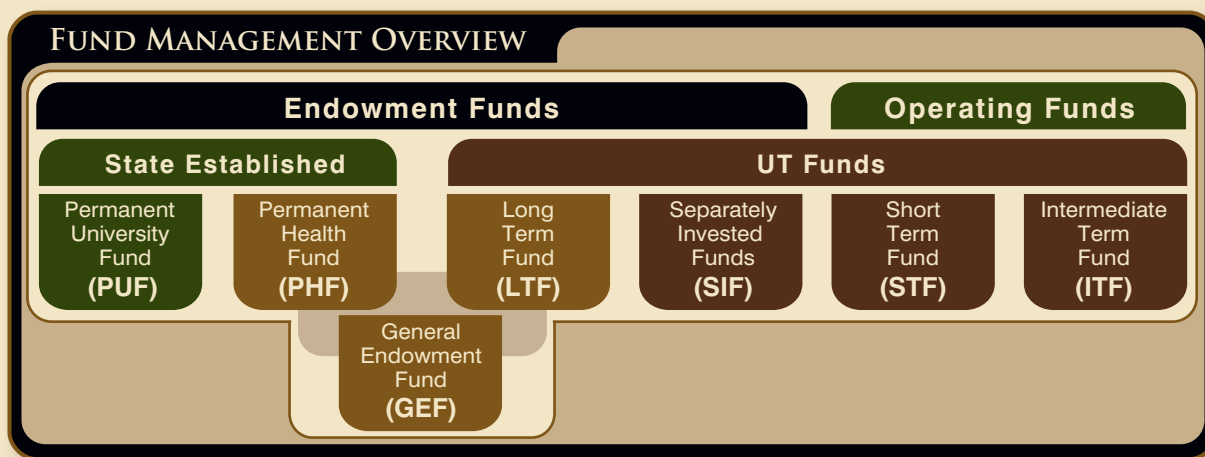 FUND MANAGEMENT OVERVIEW
Endowment Funds
Operating Funds
State Established
UT Funds
Permanent
University
Fund
(PUF)
Permanent
Health
Fund
(PHF)
Long
Term
Fund
(LTF)
Separately
Invested
Funds
(SIF)
Short
Term
Fund
(STF)
Intermediate
Term
Fund
(ITF)
General
Endowment
Fund
(GEF)